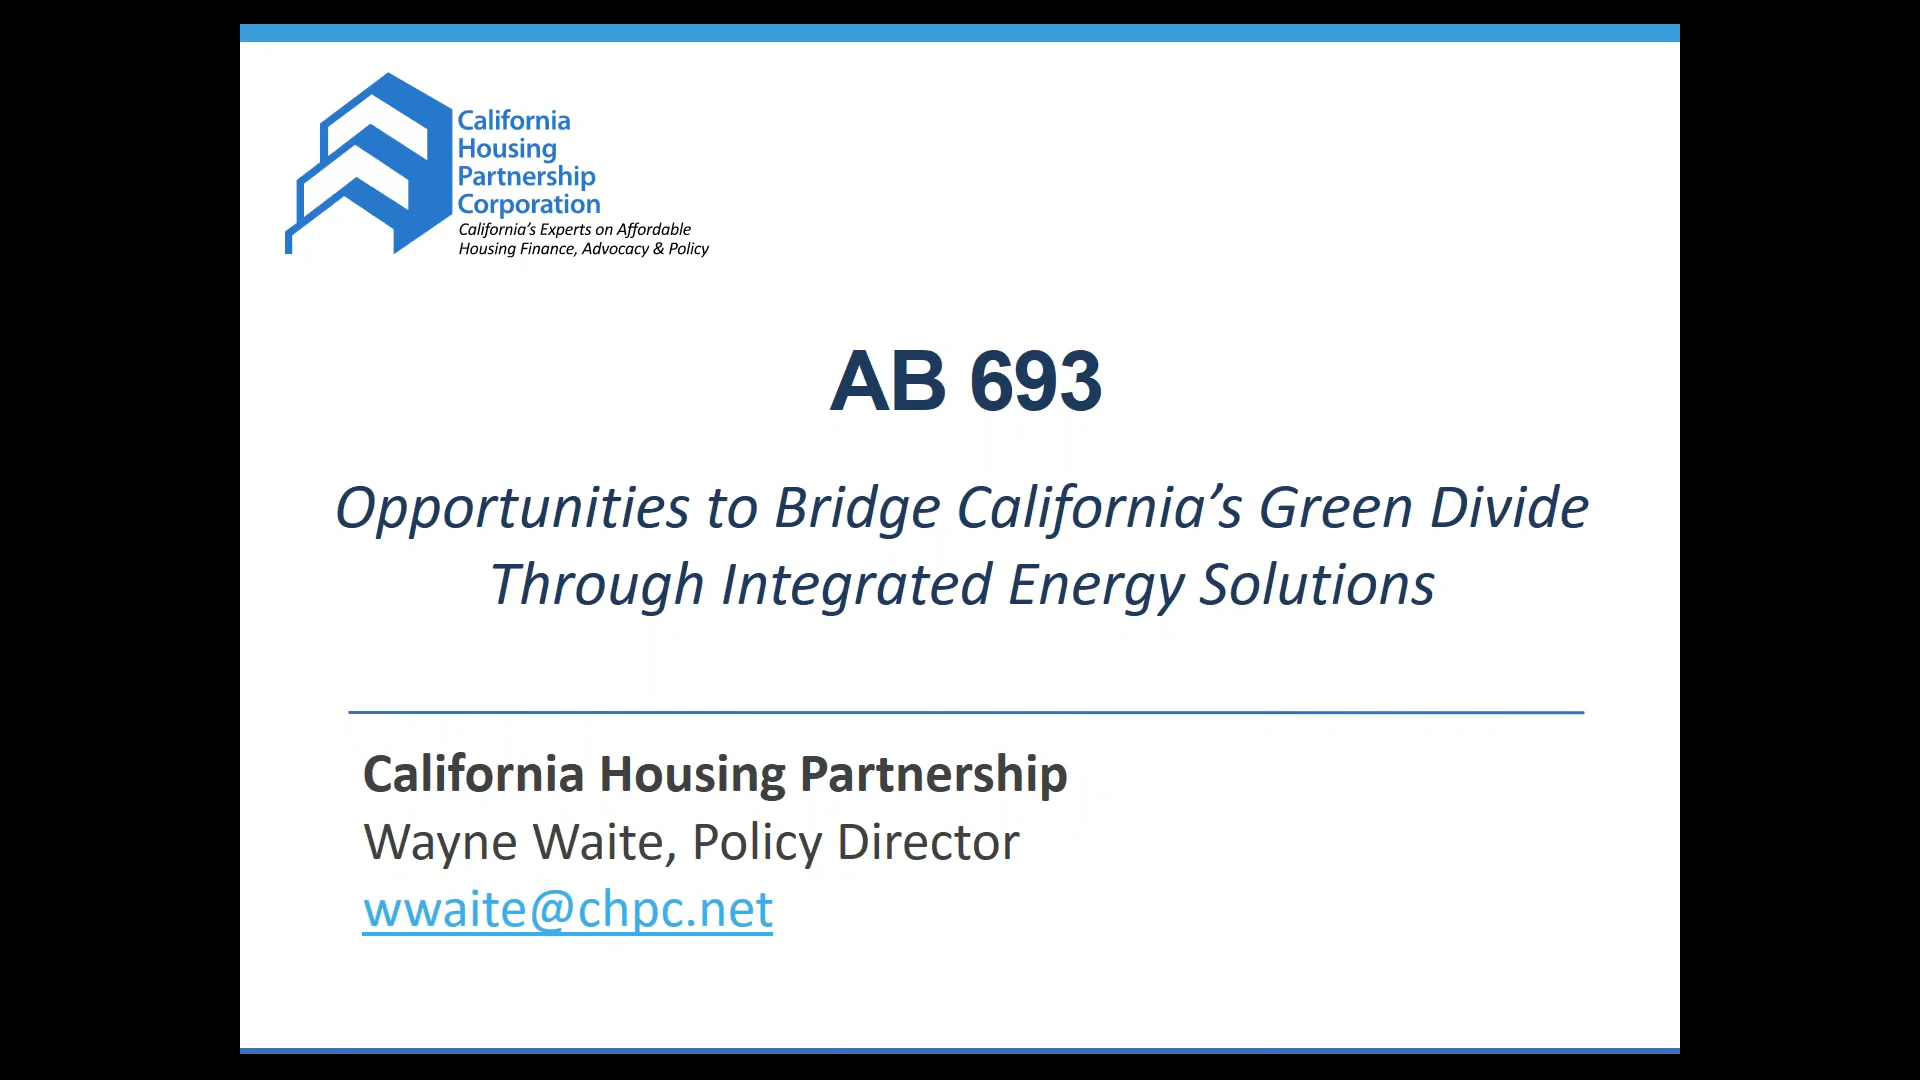 California
Housing
Partnership
Corporation
California’s Experts on Affordable
Housing Finance, Advocacy & Policy
AB 693
Opportunities to Bridge California’s Green Divide
Through Integrated Energy Solutions
California Housing Partnership
Wayne Waite, Policy Director
wwaite@chpc.net